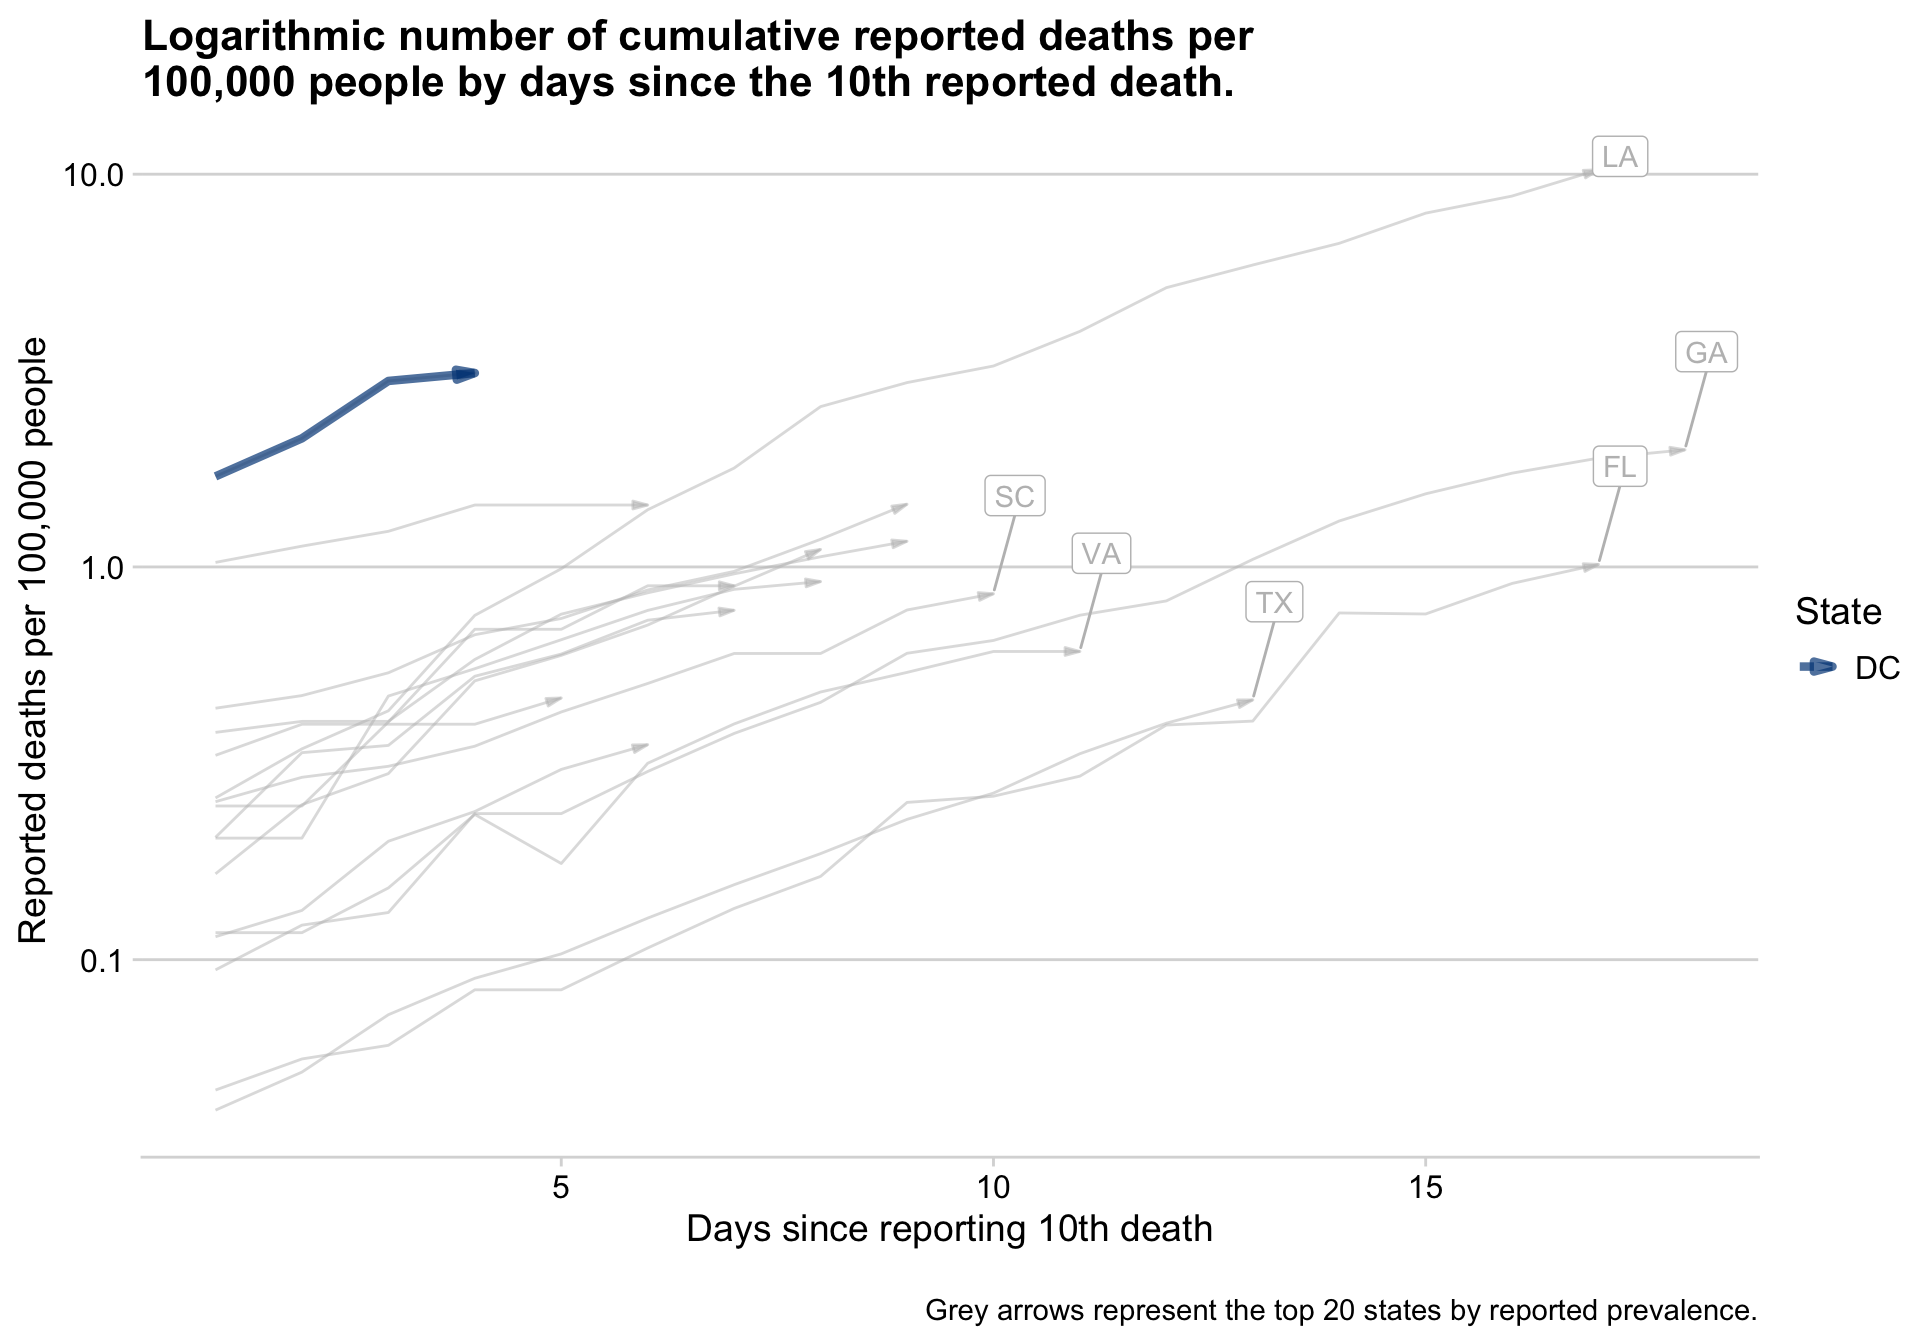 Logarithmic number of cumulative reported deaths per
100,000 people by days since the 10th reported death.
10.0
1.0
0.1
Reported deaths per 100,000 people
LA
GA
FL
SC
VA
TX
State
DC
5
10
15
Days since reporting 10th death
Grey arrows represent the top 20 states by reported prevalence.